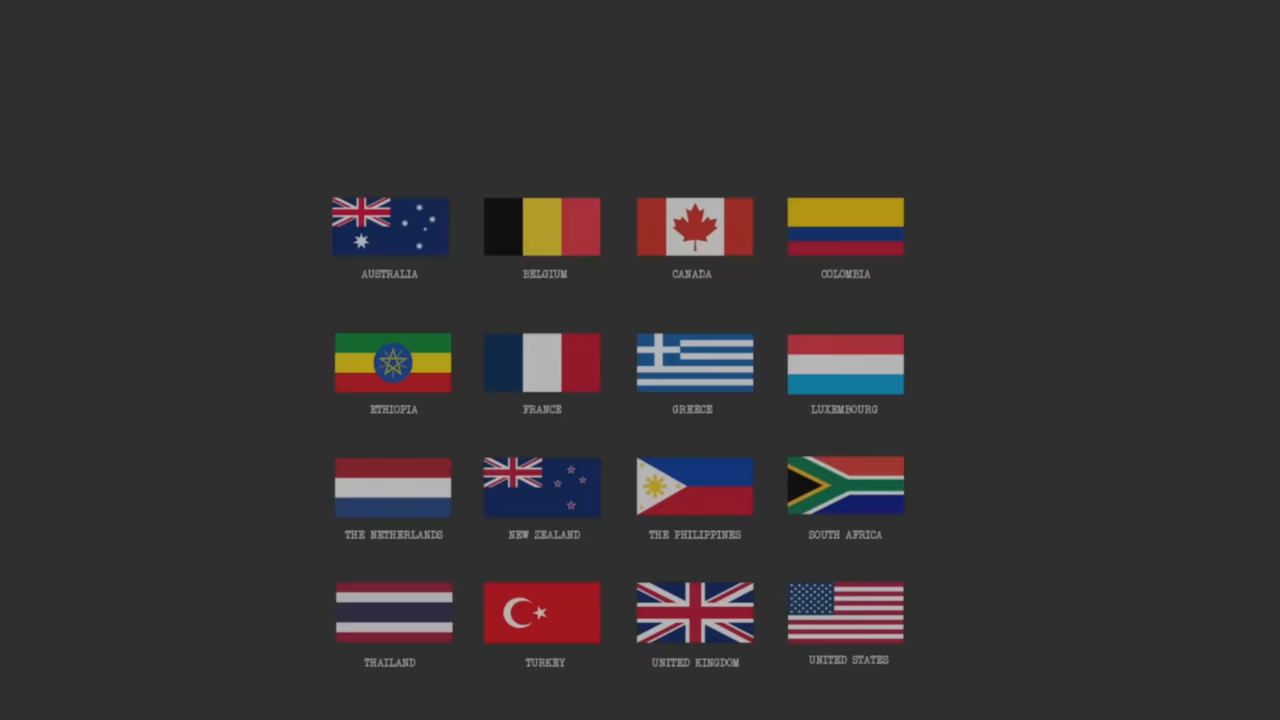 AUSTRALIA
BELGIUM
CANADA
COLOMBIA
ETHIOPIA
FRANCE
GREECE
LUXEMBOURG
THE NETHERLANDS
NEW ZEALAND
THE PHILIPPINES
SOUTH AFRICA
THAILAND
TURKEY
UNITED KINGDOM
UNITED STATES